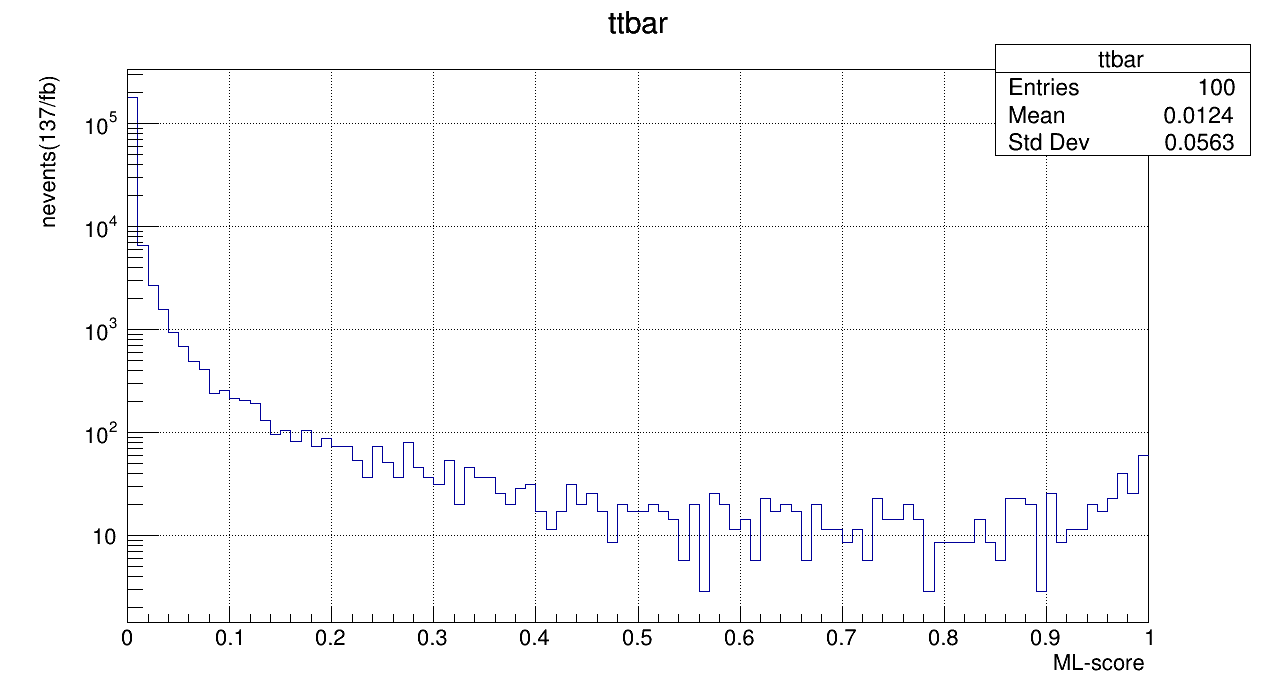 ttbar
ttbar
Entries 100
Mean 0.0124
Std Dev 0.0563
nevents(137/fb)
10^5
10^4
10^3
10^2
10
0 0.1 0.2 0.3 0.4 0.5 0.6 0.7 0.8 0.9 1
ML-score